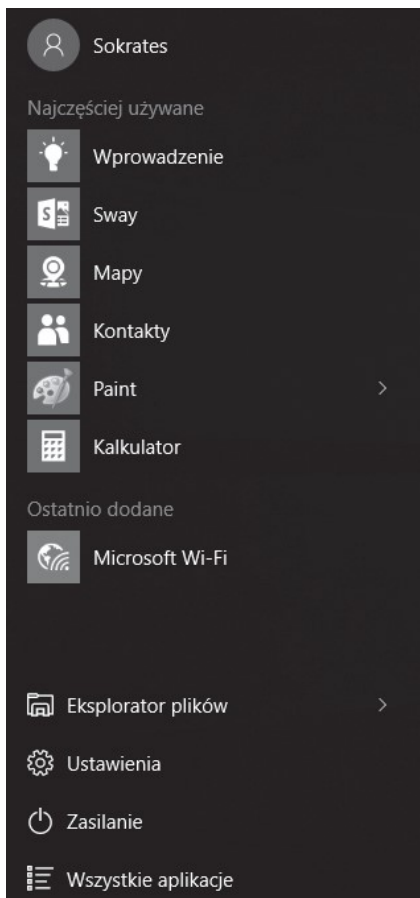 Sokrates
Najczęściej używane
Wprowadzenie
Sway
Mapy
Kontakty
Paint
Kalkulator
Ostatnio dodane
Microsoft Wi-Fi
Eksplorator plików
Ustawienia
Zasilanie
Wszystkie aplikacje